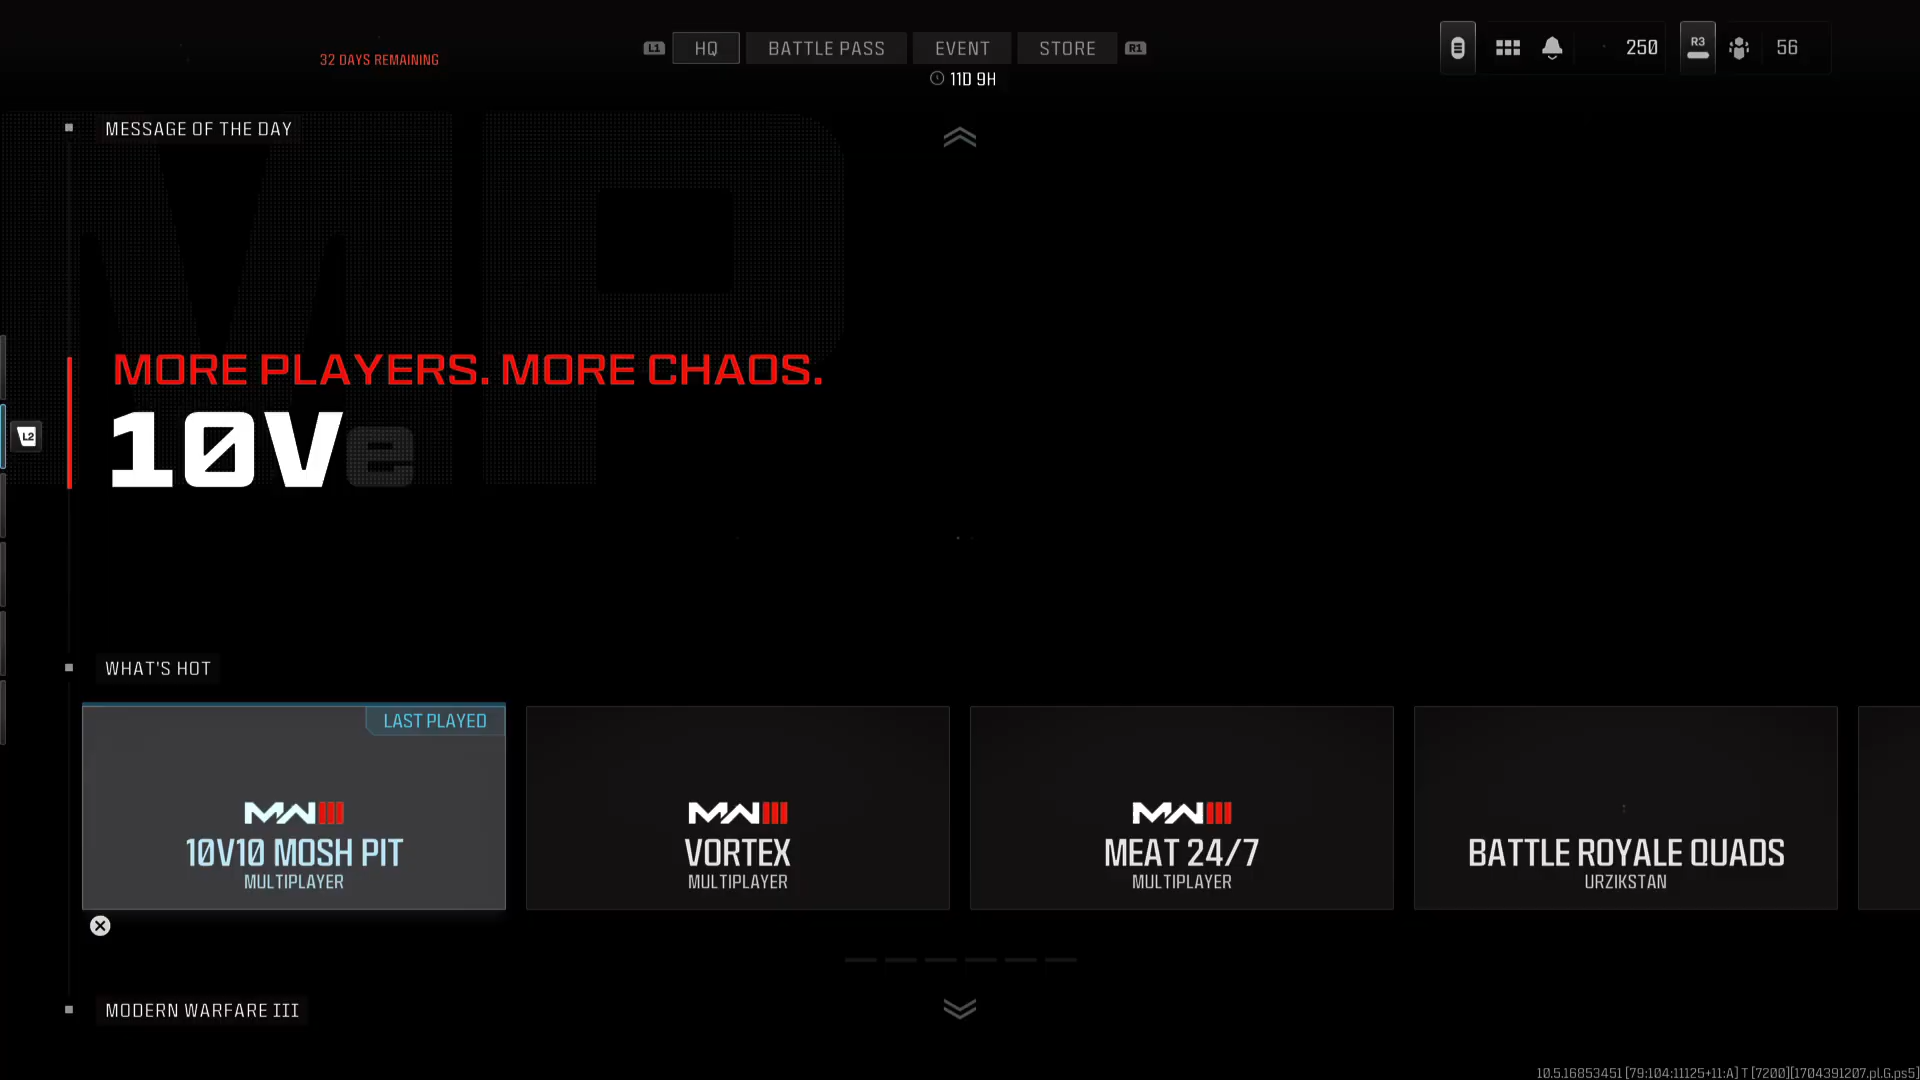 32 DAYS REMAINING
L1 HQ BATTLE PASS EVENT STORE R1
11D 9H
250 R3 56
MESSAGE OF THE DAY
MP
MORE PLAYERS. MORE CHAOS.
10Ve
L2
WHAT'S HOT
LAST PLAYED
MWIII
10V10 MOSH PIT
MULTIPLAYER
MWIII
VORTEX
MULTIPLAYER
MWIII
MEAT 24/7
MULTIPLAYER
BATTLE ROYALE QUADS
URZIKSTAN
MODERN WARFARE III
10.5.16853451 [79:104:11125+11:A] T [7200][1704391207.pl.G.ps5]